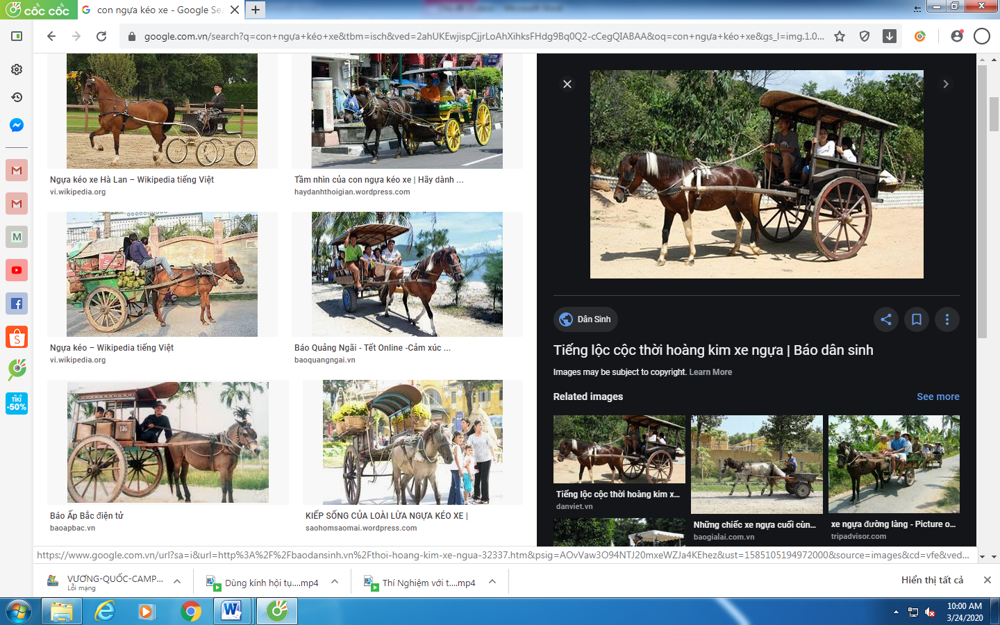 cốc cốc
con ngựa kéo xe - Google Sea
google.com.vn/search?q=con+ngựa+kéo+xe&tbm=isch&ved=2ahUKEwjispCjjrLoAhXihksFHdg9Bq0Q2-cCegQIABAA&oq=con+ngựa+kéo+xe&gs_l=img.1.0...
Ngựa kéo xe Hà Lan – Wikipedia tiếng Việt
vi.wikipedia.org
Tầm nhìn của con ngựa kéo xe | Hãy dành ...
haydanhthoigian.wordpress.com
Ngựa kéo – Wikipedia tiếng Việt
vi.wikipedia.org
Báo Quảng Ngãi - Tết Online -Cảm xúc ...
baoquangngai.vn
Báo Ấp Bắc điện tử
baoapbac.vn
KIẾP SỐNG CỦA LOÀI LỪA NGỰA KÉO XE |
saohomsaomai.wordpress.com
Dân Sinh
Tiếng lộc cộc thời hoàng kim xe ngựa | Báo dân sinh
Images may be subject to copyright. Learn More
Related images
See more
Tiếng lộc cộc thời hoàng kim x...
danviet.vn
Những chiếc xe ngựa cuối cùn...
baogialai.com.vn
xe ngựa đường làng - Picture o...
tripadvisor.com
TIKI
-50%
https://www.google.com.vn/url?sa=i&url=http%3A%2F%2Fbaodansinh.vn%2Fthoi-hoang-kim-xe-ngua-32337.htm&psig=AOvVaw3O94NTJ20mxeWZJa4KEhez&ust=1585105194972000&source=images&cd=vfe&ved...
VƯƠNG-QUỐC-CAMP...
Lỗi mạng
Dùng kính hội tụ....mp4
Thí Nghiệm với t....mp4
Hiển thị tất cả
10:00 AM
3/24/2020